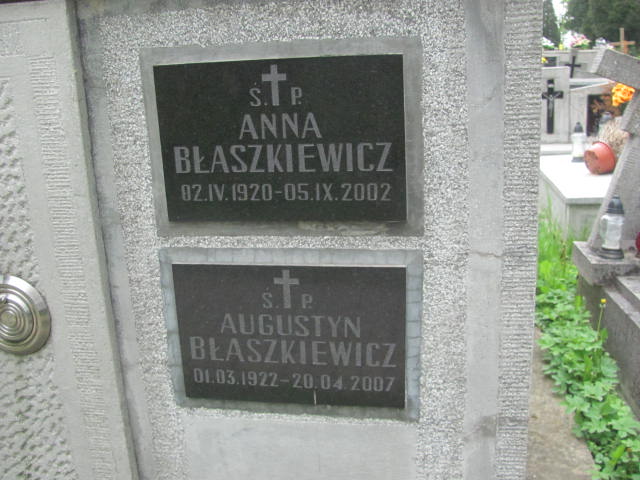 Ś. P.
ANNA
BŁASZKIEWICZ
02.IV.1920-05.IX.2002
Ś. P.
AUGUSTYN
BŁASZKIEWICZ
01.03.1922-20.04.2007